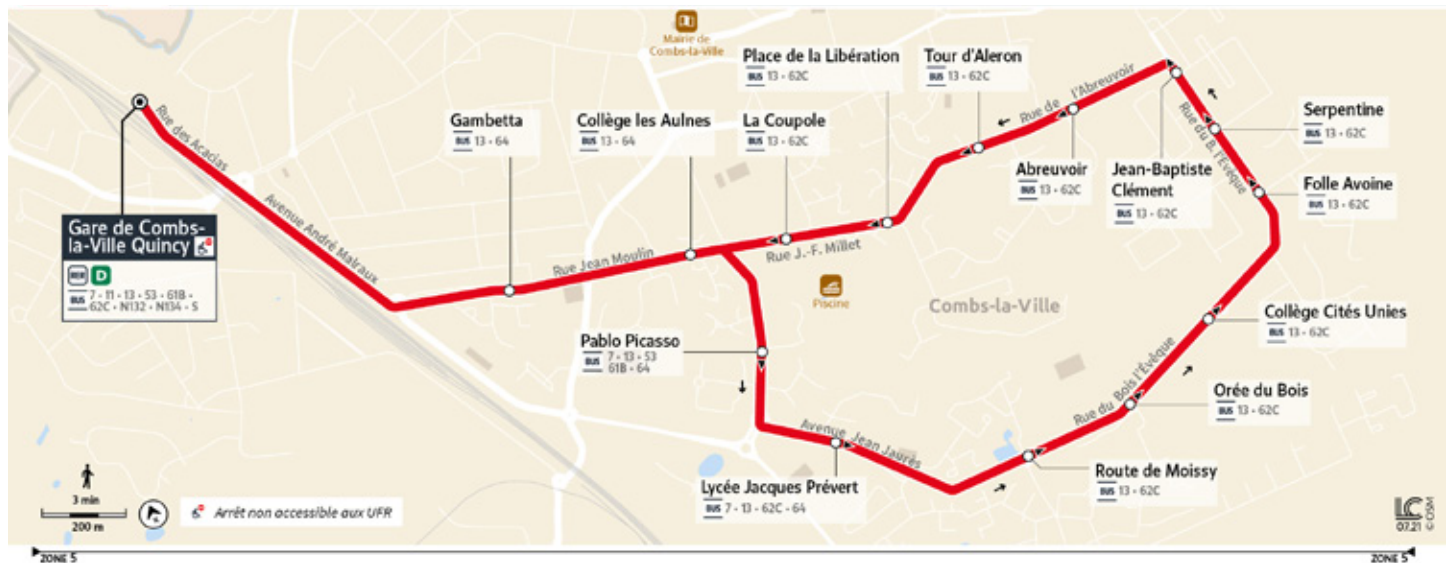 Mairie de
Combs-la-Ville
Place de la Libération
BUS 13 - 62C
Tour d'Aleron
BUS 13 - 62C
Rue de l'Abreuvoir
Serpentine
BUS 13 - 62C
Rue des Acacias
Gambetta
BUS 13 - 64
Collège les Aulnes
BUS 13 - 64
La Coupole
BUS 13 - 62C
Abreuvoir
BUS 13 - 62C
Jean-Baptiste
Clément
BUS 13 - 62C
Rue du B. l'Évêque
Folle Avoine
BUS 13 - 62C
Gare de Combs-
la-Ville Quincy
RER D
BUS 7 - 11 - 13 - 53 - 61B -
62C - N132 - N134 - S
Avenue André Malraux
Rue Jean Moulin
Rue J.-F. Millet
Piscine
Combs-la-Ville
Collège Cités Unies
BUS 13 - 62C
Pablo Picasso
BUS 7 - 13 - 53
61B - 64
Rue du Bois l'Évêque
Orée du Bois
BUS 13 - 62C
Avenue Jean Jaurès
Route de Moissy
BUS 13 - 62C
Lycée Jacques Prévert
BUS 7 - 13 - 62C - 64
3 min
200 m
Arrêt non accessible aux UFR
LC
07.21
© OSM
ZONE 5
ZONE 5